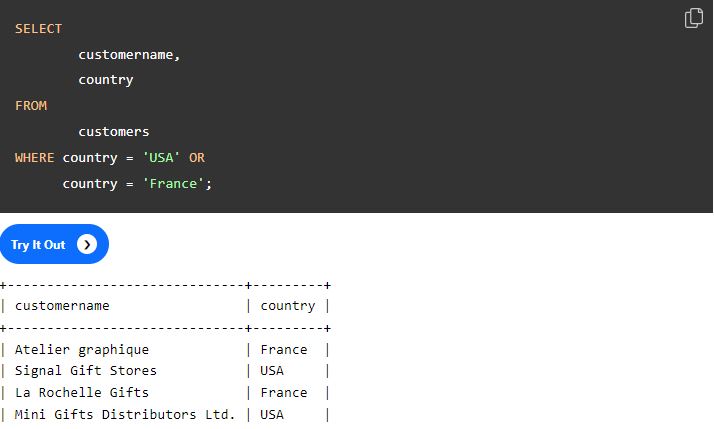 SELECT
        customername,
        country
FROM
        customers
WHERE country = 'USA' OR
      country = 'France';
Try It Out
+------------------------------+---------+
| customername                 | country |
+------------------------------+---------+
| Atelier graphique            | France  |
| Signal Gift Stores           | USA     |
| La Rochelle Gifts            | France  |
| Mini Gifts Distributors Ltd. | USA     |